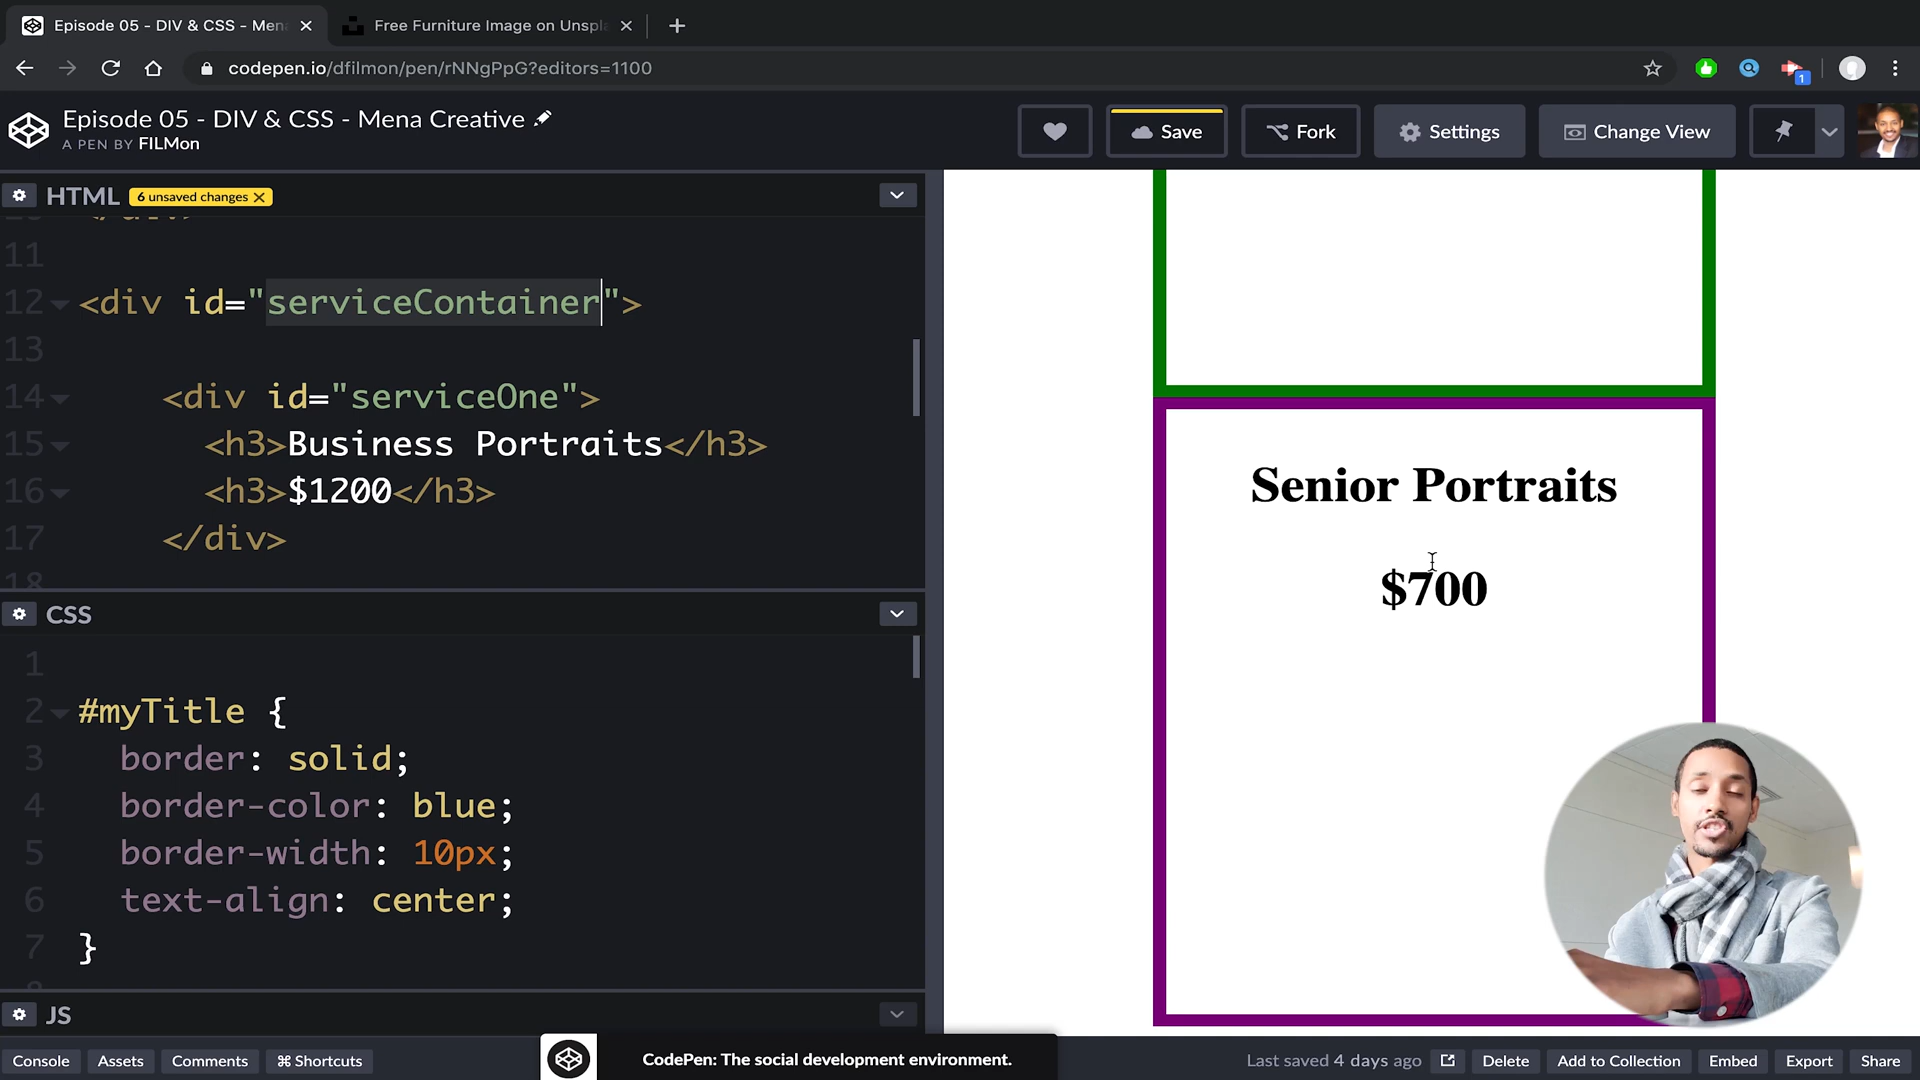 Episode 05 - DIV & CSS - Men
Free Furniture Image on Unspl
codepen.io/dfilmon/pen/rNNgPpG?editors=1100
1
Episode 05 - DIV & CSS - Mena Creative
A PEN BY FILMon
Save
Fork
Settings
Change View
HTML
6 unsaved changes
11
12 <div id="serviceContainer">
13
14 <div id="serviceOne">
15 <h3>Business Portraits</h3>
16 <h3>$1200</h3>
17 </div>
18
CSS
1
2 #myTitle {
3 border: solid;
4 border-color: blue;
5 border-width: 10px;
6 text-align: center;
7 }
JS
Senior Portraits
$700
Console
Assets
Comments
⌘ Shortcuts
CodePen: The social development environment.
Last saved 4 days ago
Delete
Add to Collection
Embed
Export
Share